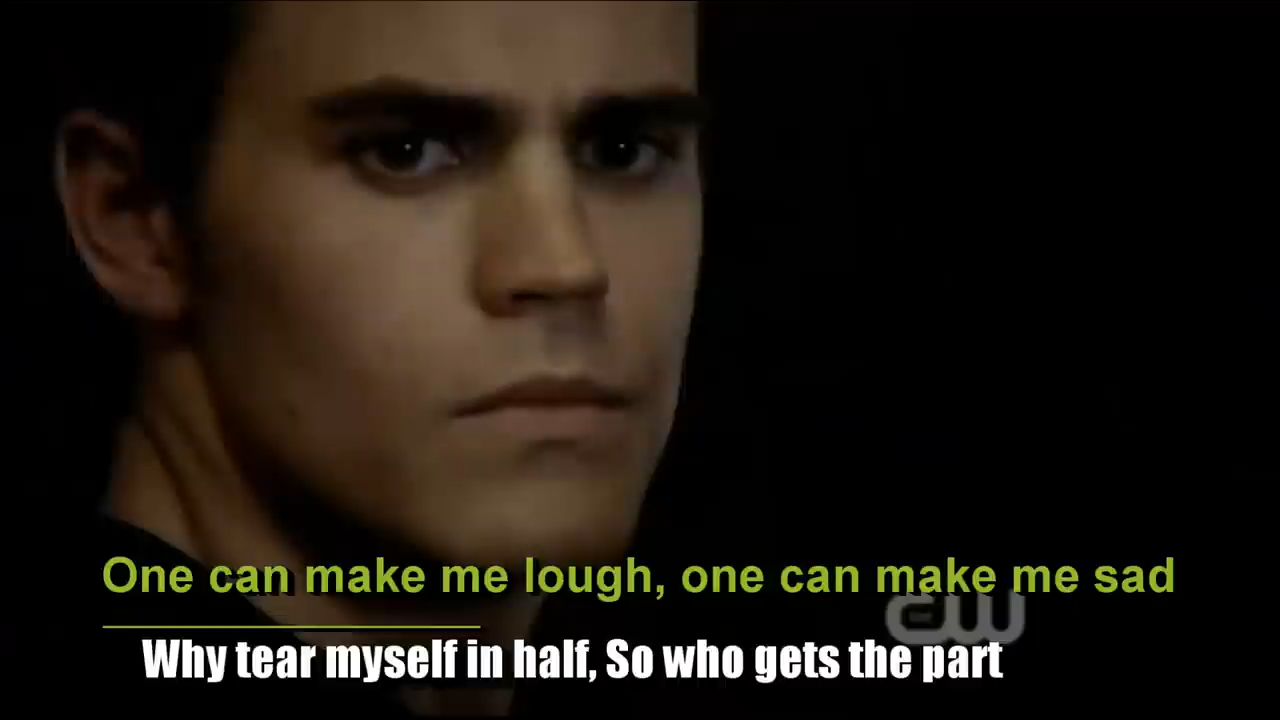 One can make me lough, one can make me sad
CW
Why tear myself in half, So who gets the part